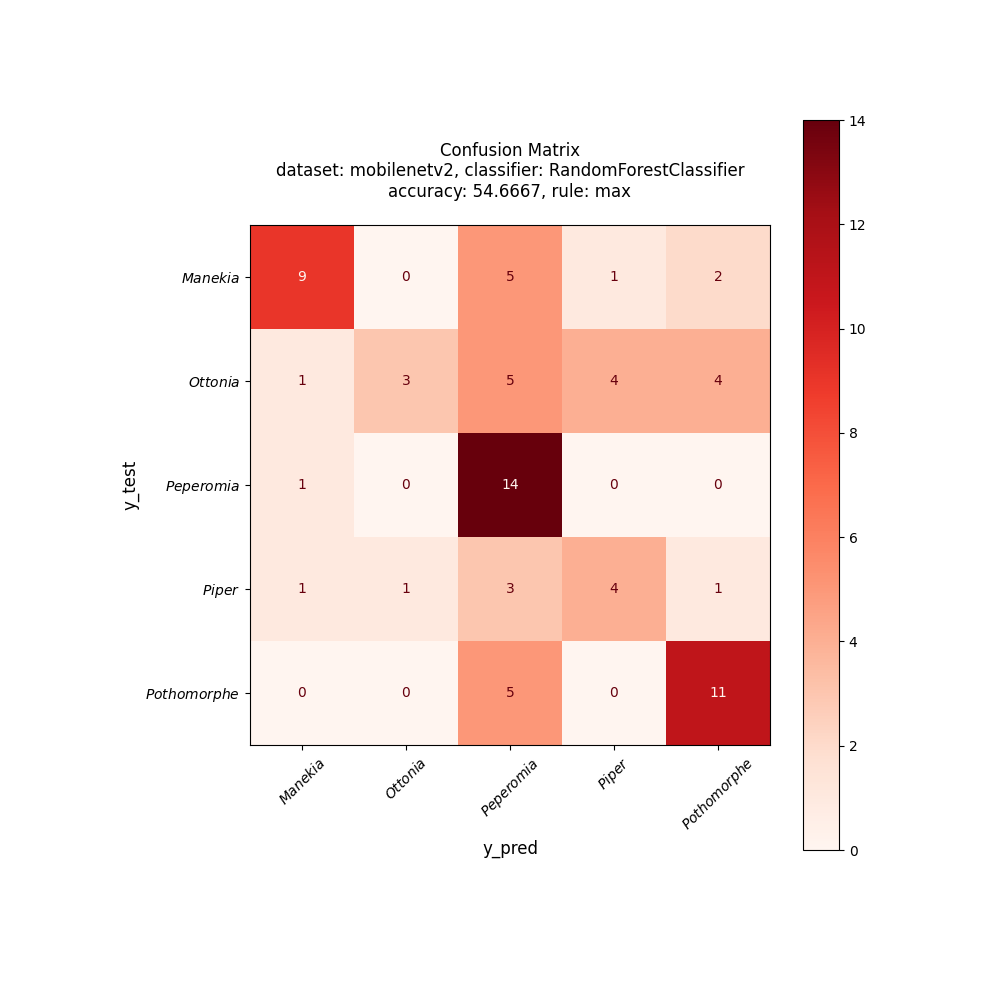 Confusion Matrix
dataset: mobilenetv2, classifier: RandomForestClassifier
accuracy: 54.6667, rule: max
Manekia 9 0 5 1 2
Ottonia 1 3 5 4 4
Peperomia 1 0 14 0 0
Piper 1 1 3 4 1
Pothomorphe 0 0 5 0 11
y_test
Manekia Ottonia Peperomia Piper Pothomorphe
y_pred
14
12
10
8
6
4
2
0